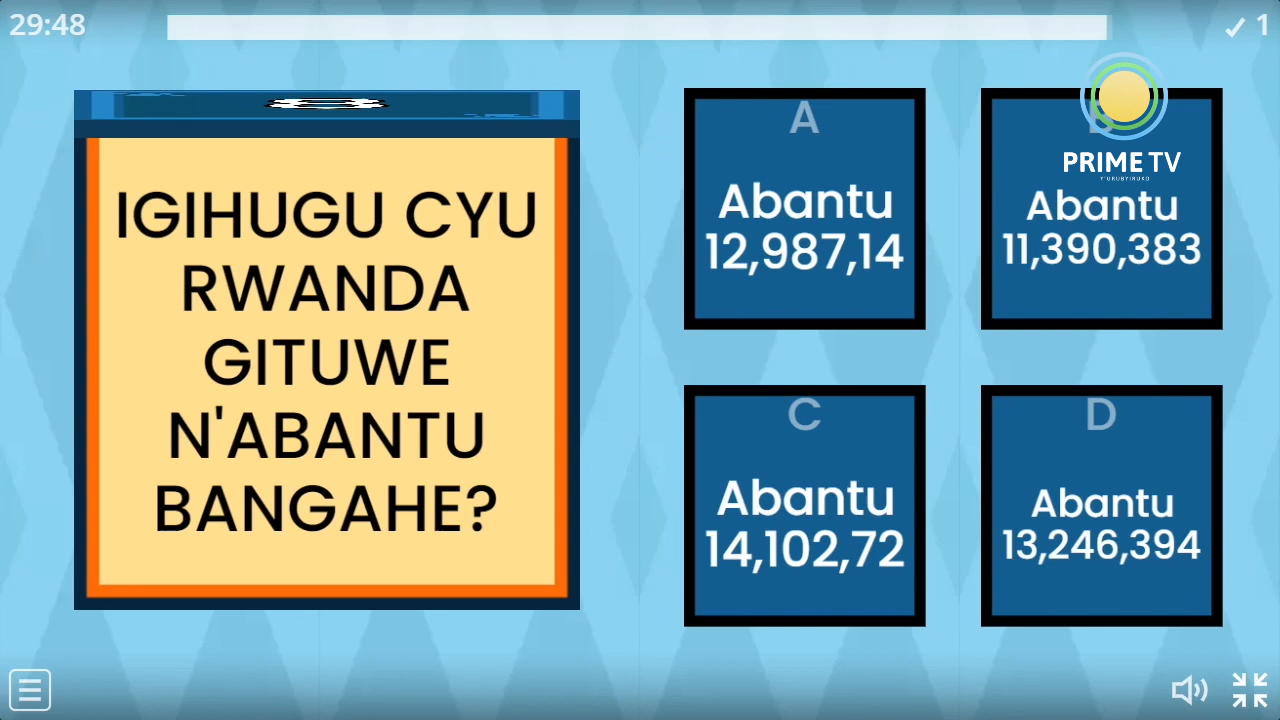 29:48
1
IGIHUGU CYU
RWANDA
GITUWE
N'ABANTU
BANGAHE?
A
Abantu
12,987,14
B
PRIME TV
Y'URUBYIRUKO
Abantu
11,390,383
C
Abantu
14,102,72
D
Abantu
13,246,394